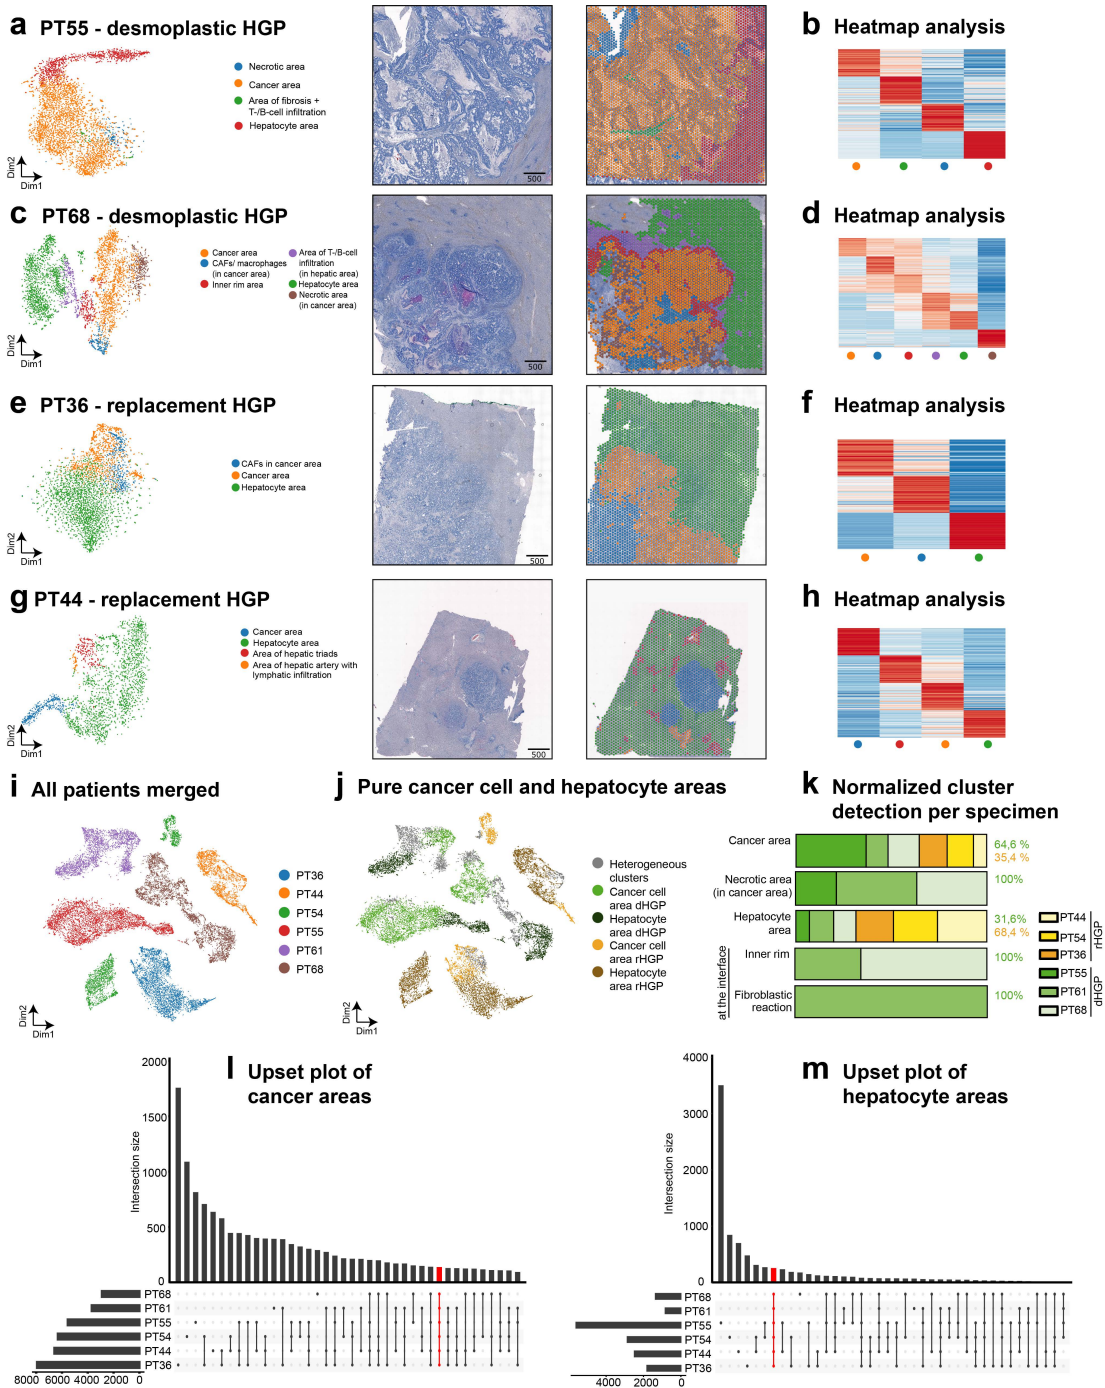 a PT55 - desmoplastic HGP
Necrotic area
Cancer area
Area of fibrosis +
T-/B-cell infiltration
Hepatocyte area
Dim2
Dim1
500
b Heatmap analysis
c PT68 - desmoplastic HGP
Cancer area
CAFs/ macrophages
(in cancer area)
Inner rim area
Area of T-/B-cell
infiltration
(in hepatic area)
Hepatocyte area
Necrotic area
(in cancer area)
Dim2
Dim1
500
d Heatmap analysis
e PT36 - replacement HGP
CAFs in cancer area
Cancer area
Hepatocyte area
Dim2
Dim1
500
f Heatmap analysis
g PT44 - replacement HGP
Cancer area
Hepatocyte area
Area of hepatic triads
Area of hepatic artery with
lymphatic infiltration
Dim2
Dim1
500
h Heatmap analysis
i All patients merged
PT36
PT44
PT54
PT55
PT61
PT68
Dim2
Dim1
j Pure cancer cell and hepatocyte areas
Heterogeneous
clusters
Cancer cell
area dHGP
Hepatocyte
area dHGP
Cancer cell
area rHGP
Hepatocyte
area rHGP
Dim2
Dim1
k Normalized cluster
detection per specimen
Cancer area
64,6 %
35,4 %
Necrotic area
(in cancer area)
100%
Hepatocyte
area
31,6%
68,4 %
at the interface
Inner rim
100%
Fibroblastic
reaction
100%
PT44
PT54
PT36
rHGP
PT55
PT61
PT68
dHGP
l Upset plot of
cancer areas
Intersection size
2000
1500
1000
500
0
PT68
PT61
PT55
PT54
PT44
PT36
8000 6000 4000 2000 0
m Upset plot of
hepatocyte areas
Intersection size
4000
3000
2000
1000
0
PT68
PT61
PT55
PT54
PT44
PT36
4000 2000 0